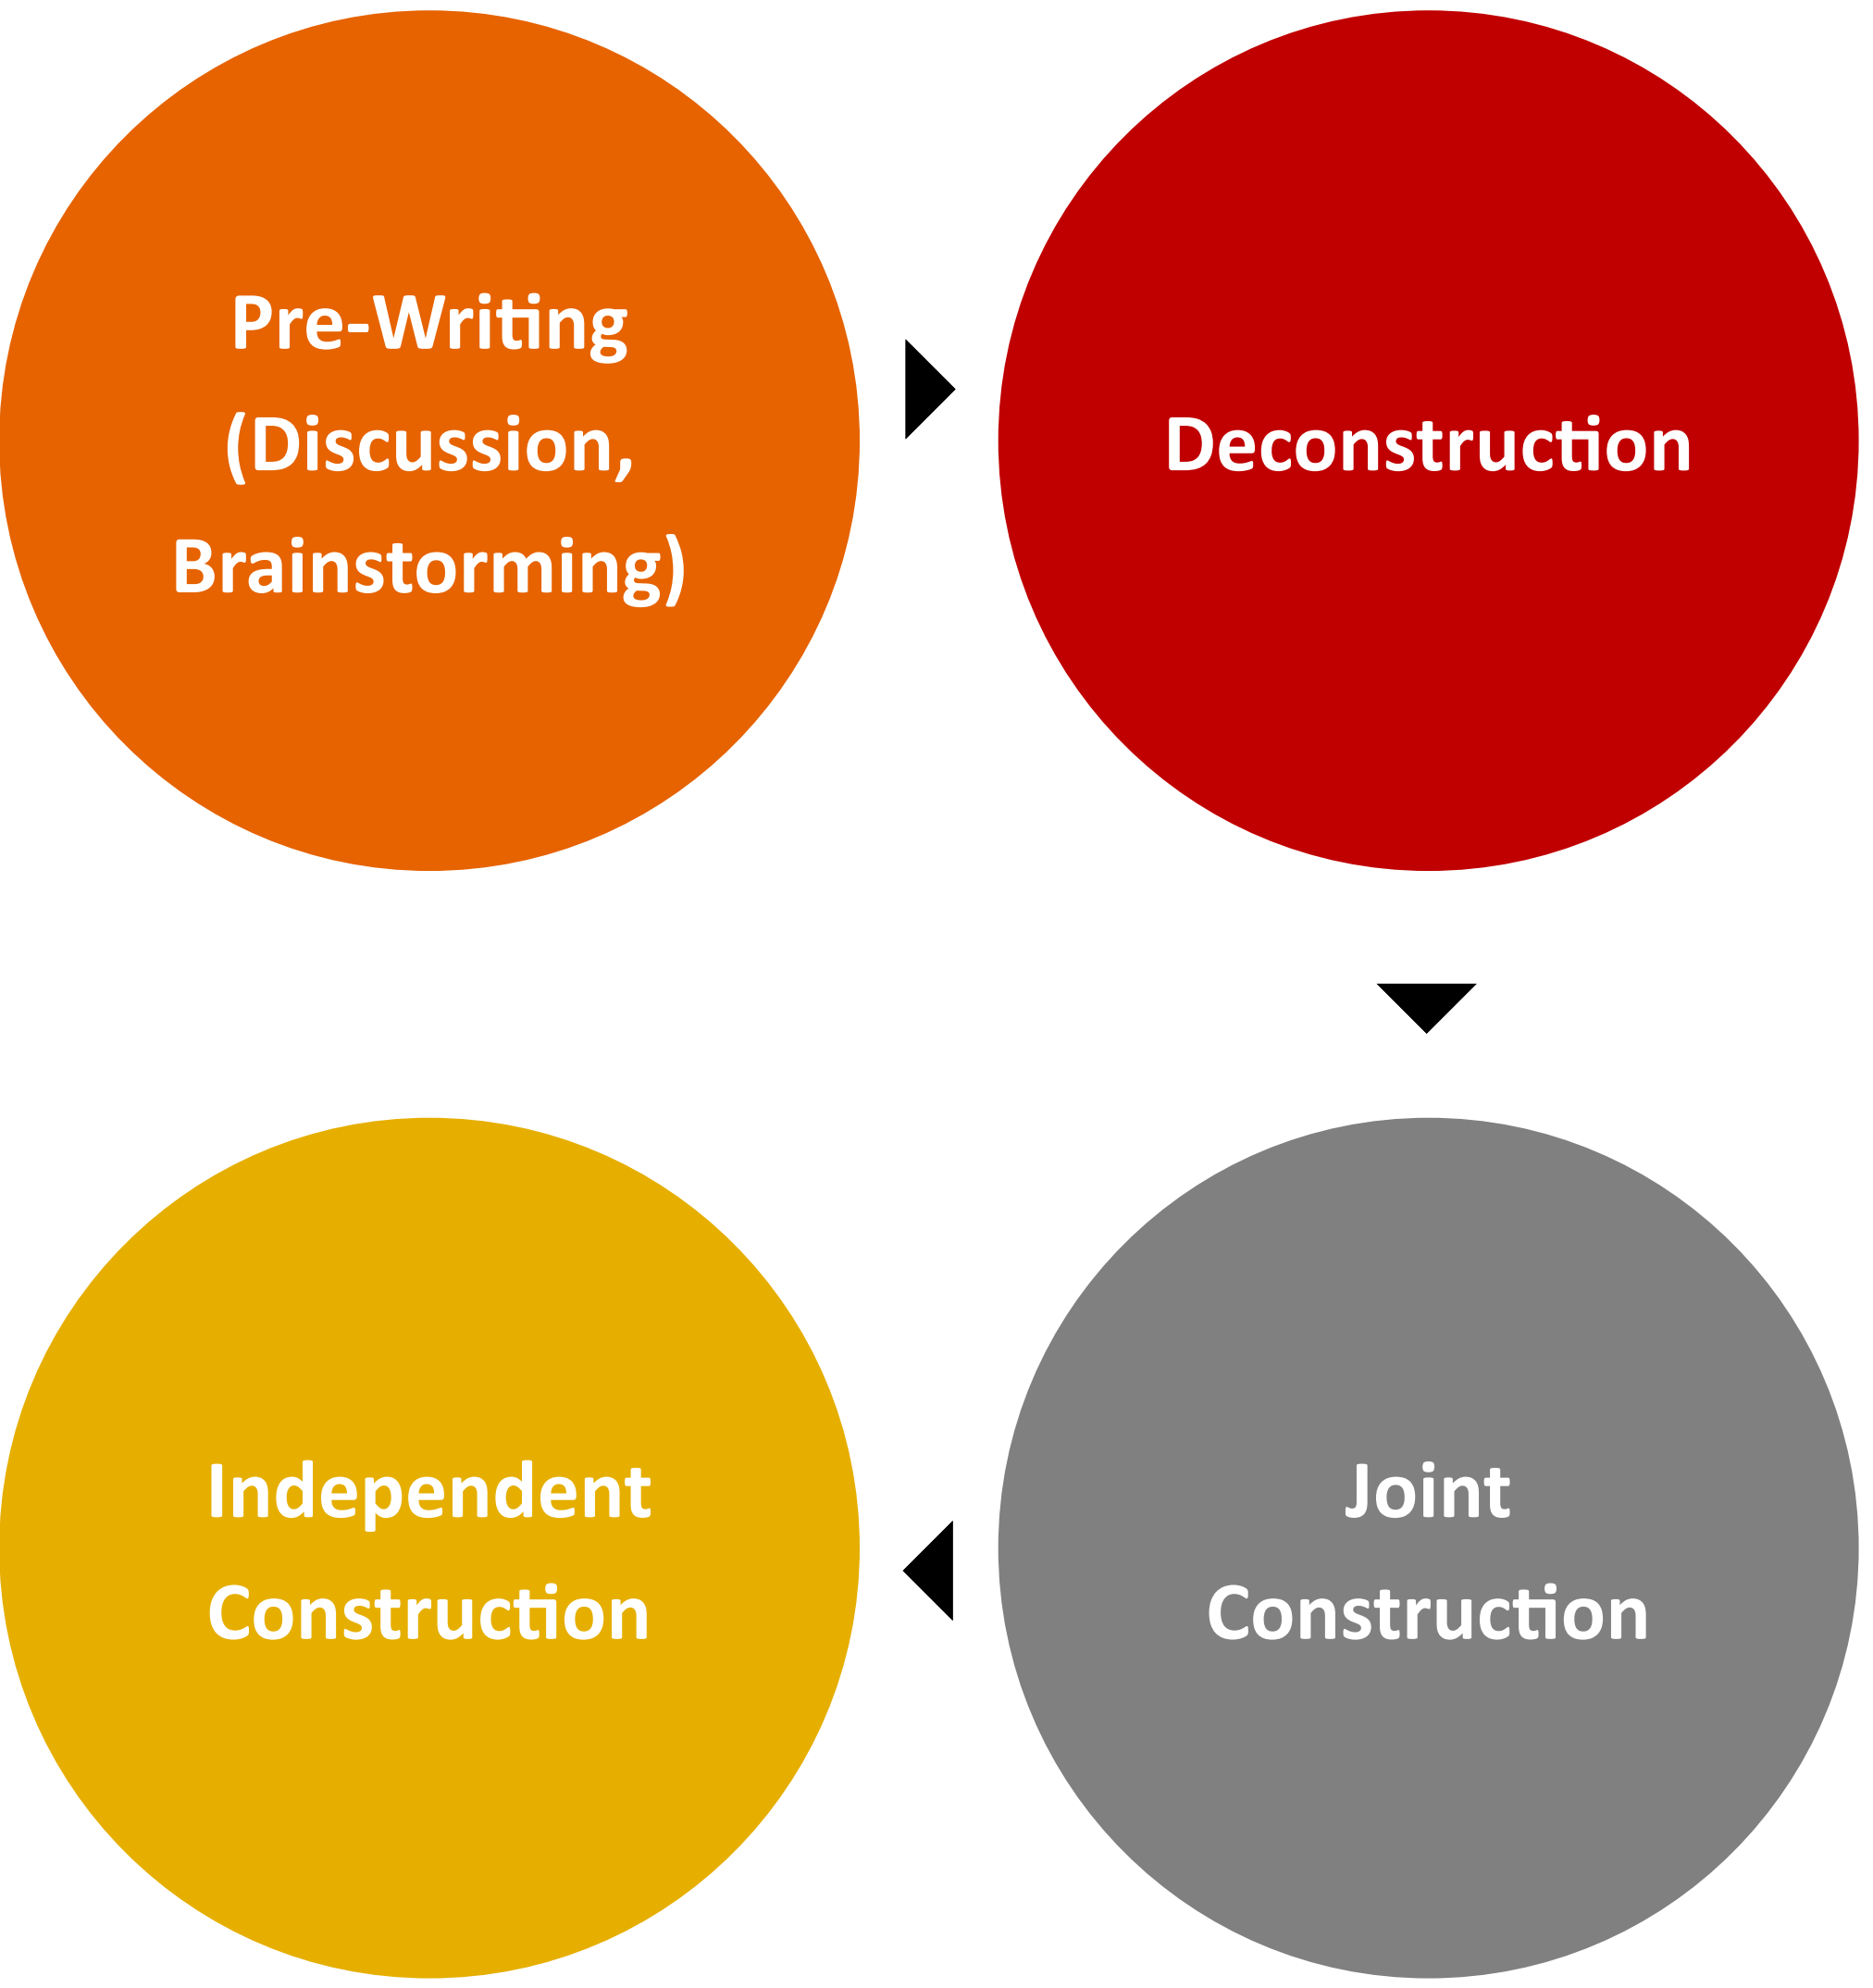 Pre-Writing
(Discussion,
Brainstorming)
Deconstruction
Joint
Construction
Independent
Construction